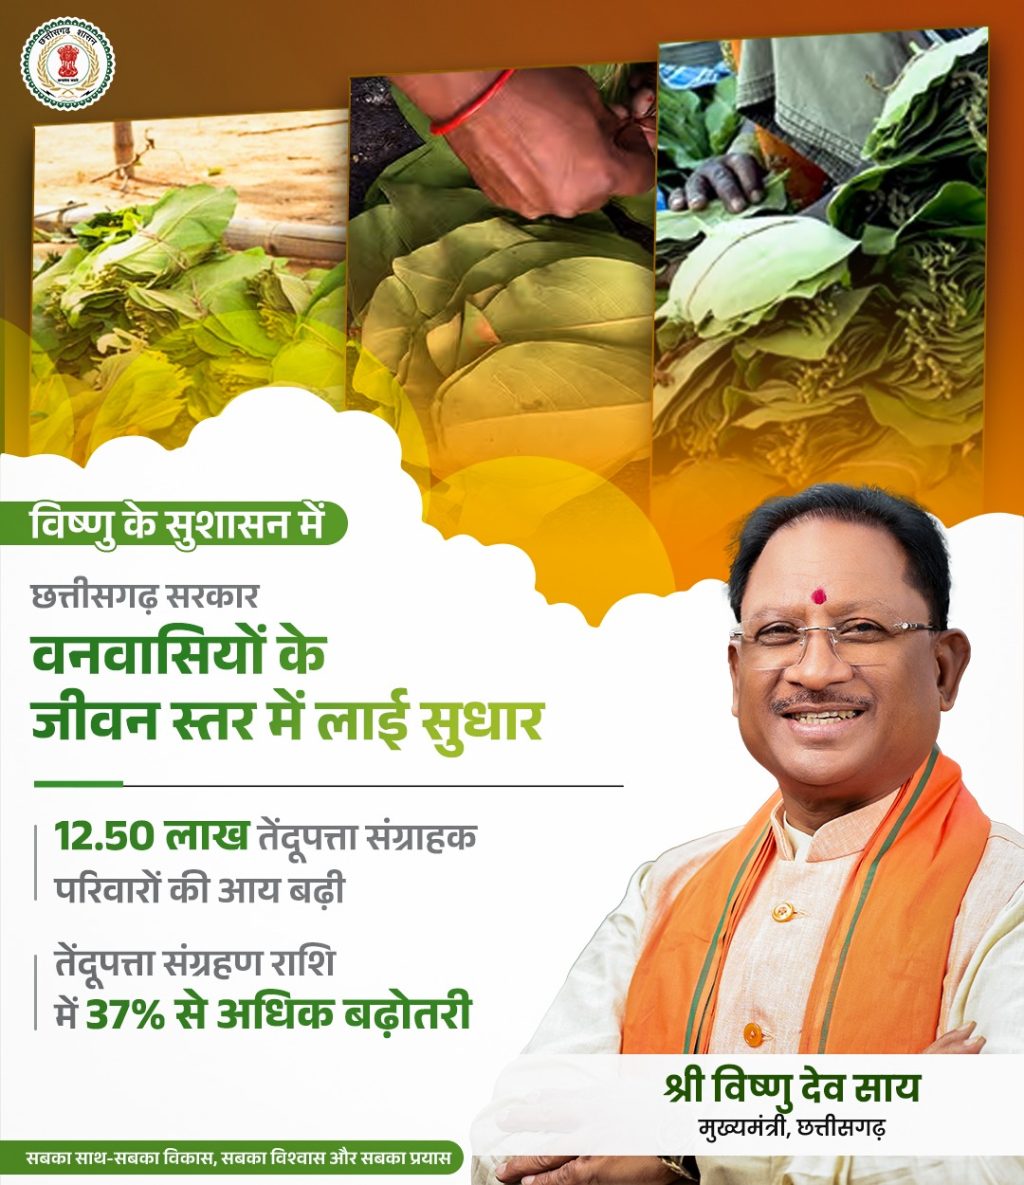 छत्तीसगढ़ शासन
विष्णु के सुशासन में
छत्तीसगढ़ सरकार
वनवासियों के
जीवन स्तर में लाई सुधार
12.50 लाख तेंदूपत्ता संग्राहक
परिवारों की आय बढ़ी
तेंदूपत्ता संग्रहण राशि
में 37% से अधिक बढ़ोतरी
श्री विष्णु देव साय
मुख्यमंत्री, छत्तीसगढ़
सबका साथ-सबका विकास, सबका विश्वास और सबका प्रयास